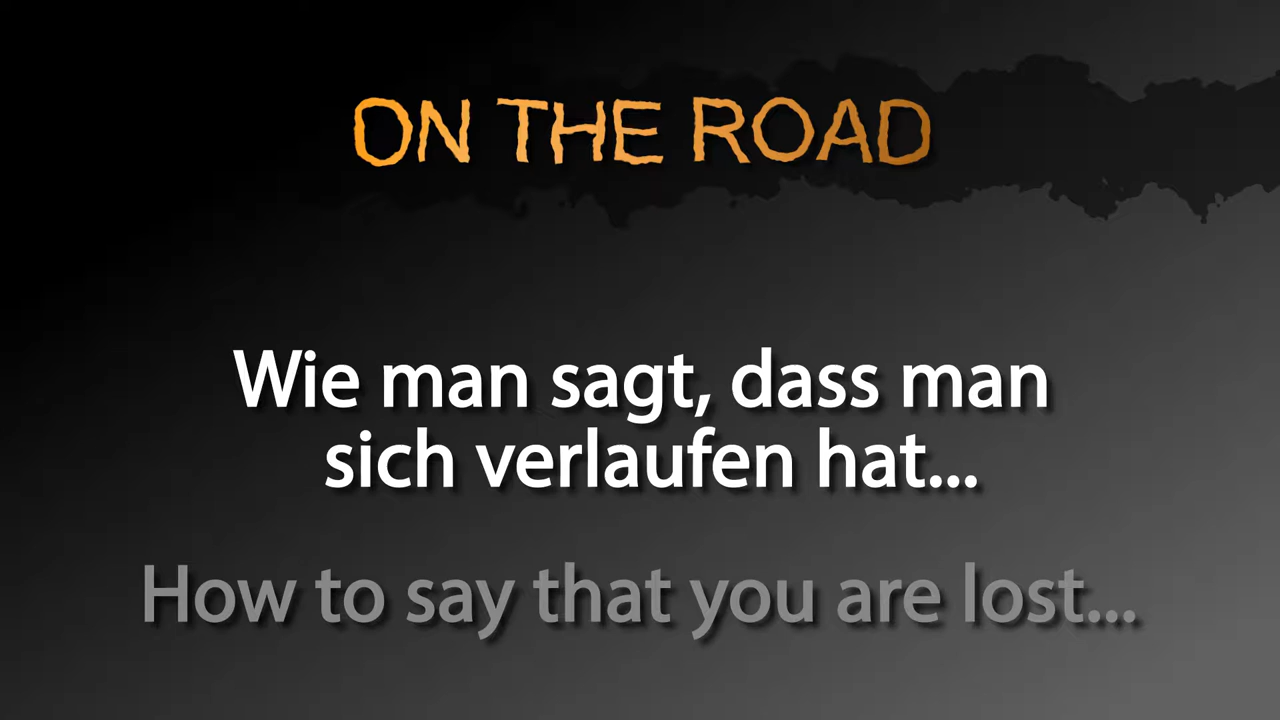 ON THE ROAD
Wie man sagt, dass man
sich verlaufen hat...
How to say that you are lost...